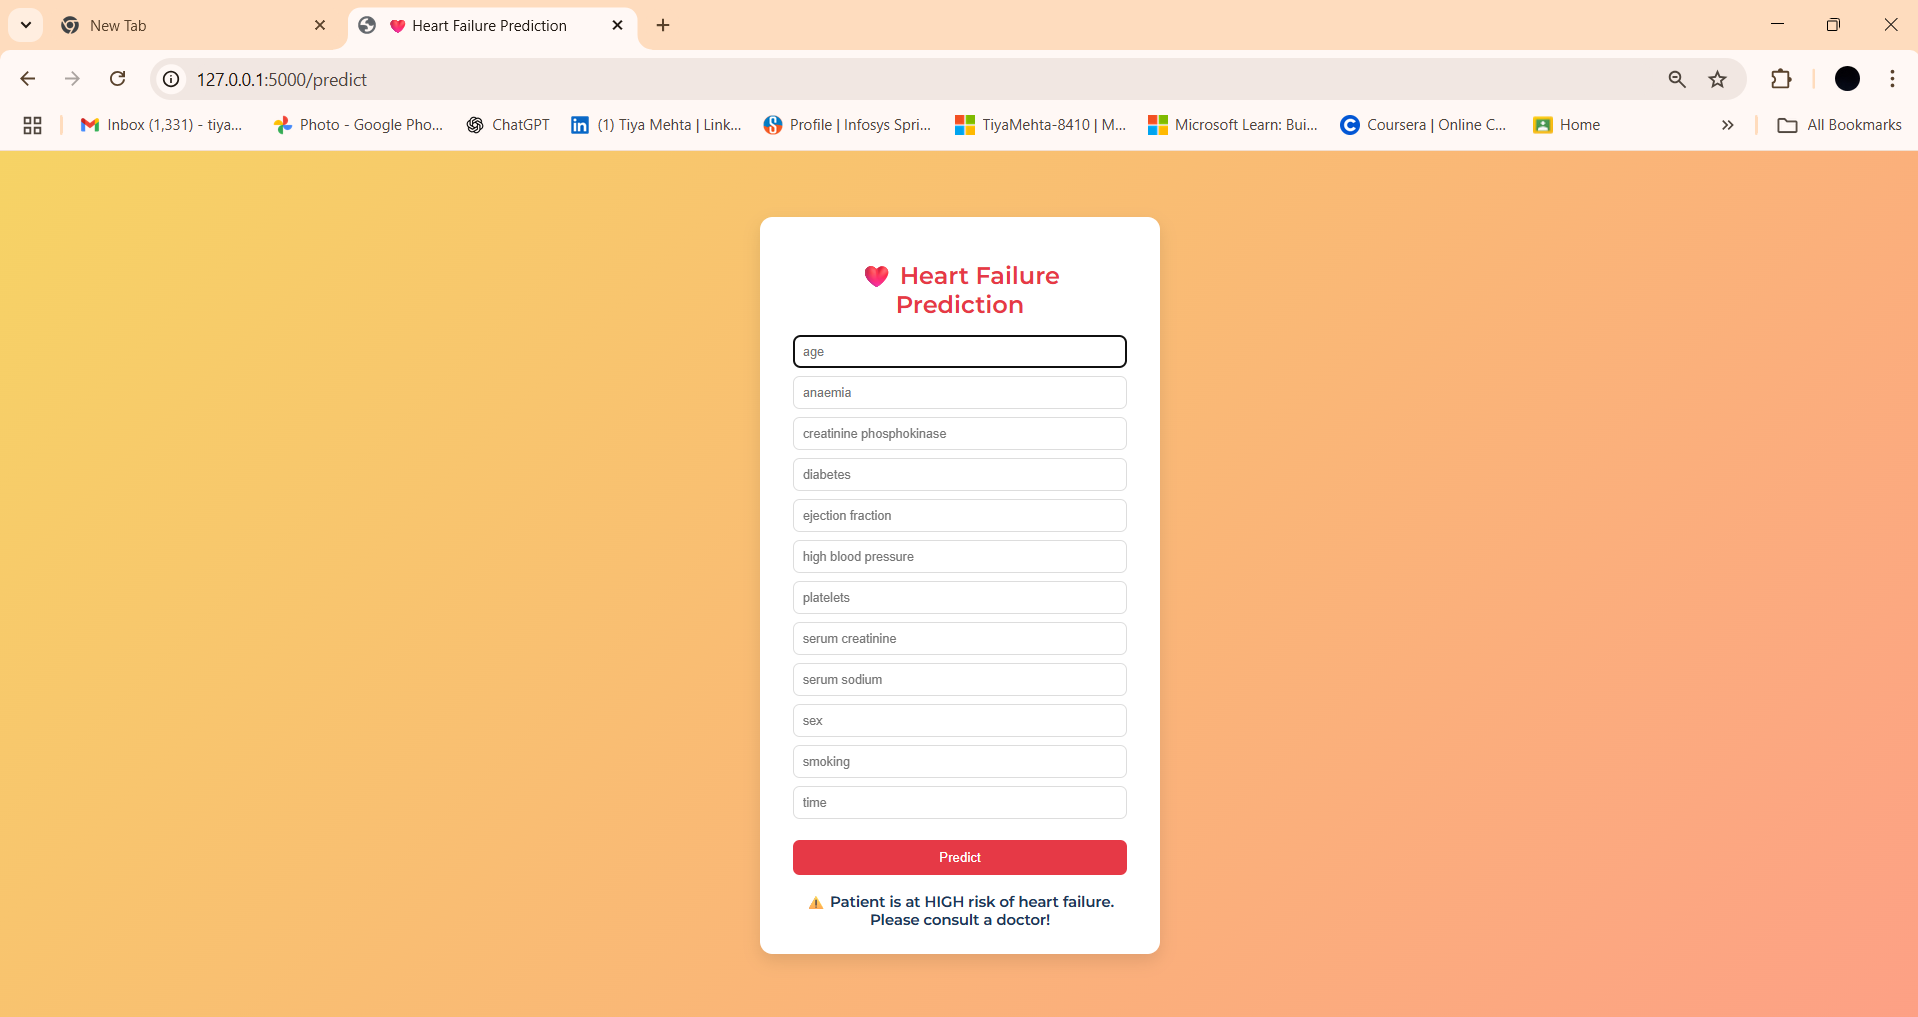 New Tab
Heart Failure Prediction
127.0.0.1:5000/predict
Inbox (1,331) - tiya...
Photo - Google Pho...
ChatGPT
in
(1) Tiya Mehta | Link...
Profile | Infosys Spri...
TiyaMehta-8410 | M...
Microsoft Learn: Bui...
Coursera | Online C...
Home
All Bookmarks
Heart Failure
Prediction
age
anaemia
creatinine phosphokinase
diabetes
ejection fraction
high blood pressure
platelets
serum creatinine
serum sodium
sex
smoking
time
Predict
Patient is at HIGH risk of heart failure.
Please consult a doctor!